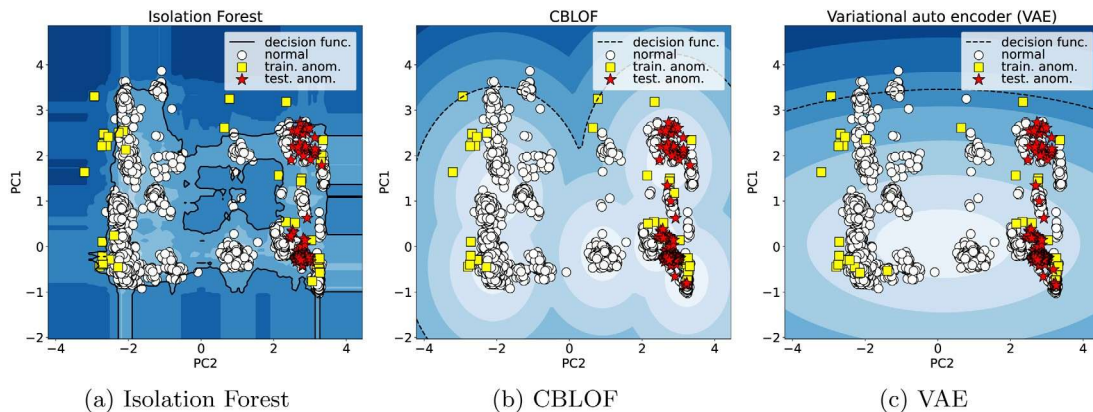 Isolation Forest
decision func.
normal
train. anom.
test. anom.
PC1
4
3
2
1
0
−1
−2
−4 −2 0 2 4
PC2
(a) Isolation Forest
CBLOF
decision func.
normal
train. anom.
test. anom.
PC1
4
3
2
1
0
−1
−2
−4 −2 0 2 4
PC2
(b) CBLOF
Variational auto encoder (VAE)
decision func.
normal
train. anom.
test. anom.
PC1
4
3
2
1
0
−1
−2
−4 −2 0 2 4
PC2
(c) VAE